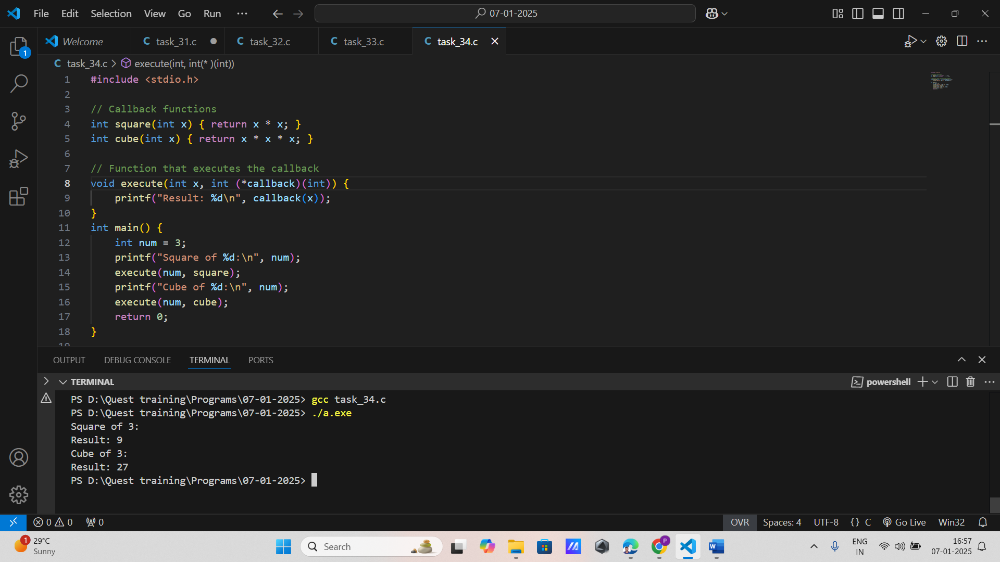 File Edit Selection View Go Run ··· 07-01-2025
Welcome C task_31.c C task_32.c C task_33.c C task_34.c
C task_34.c > execute(int, int(* )(int))
1 #include <stdio.h>
2
3 // Callback functions
4 int square(int x) { return x * x; }
5 int cube(int x) { return x * x * x; }
6
7 // Function that executes the callback
8 void execute(int x, int (*callback)(int)) {
9 printf("Result: %d\n", callback(x));
10 }
11 int main() {
12 int num = 3;
13 printf("Square of %d:\n", num);
14 execute(num, square);
15 printf("Cube of %d:\n", num);
16 execute(num, cube);
17 return 0;
18 }
19
OUTPUT DEBUG CONSOLE TERMINAL PORTS
TERMINAL powershell
PS D:\Quest training\Programs\07-01-2025> gcc task_34.c
PS D:\Quest training\Programs\07-01-2025> ./a.exe
Square of 3:
Result: 9
Cube of 3:
Result: 27
PS D:\Quest training\Programs\07-01-2025>
1
0 0 0 OVR Spaces: 4 UTF-8 {} C Go Live Win32
1 29°C
Sunny
Search
P
W
ENG
IN
16:57
07-01-2025